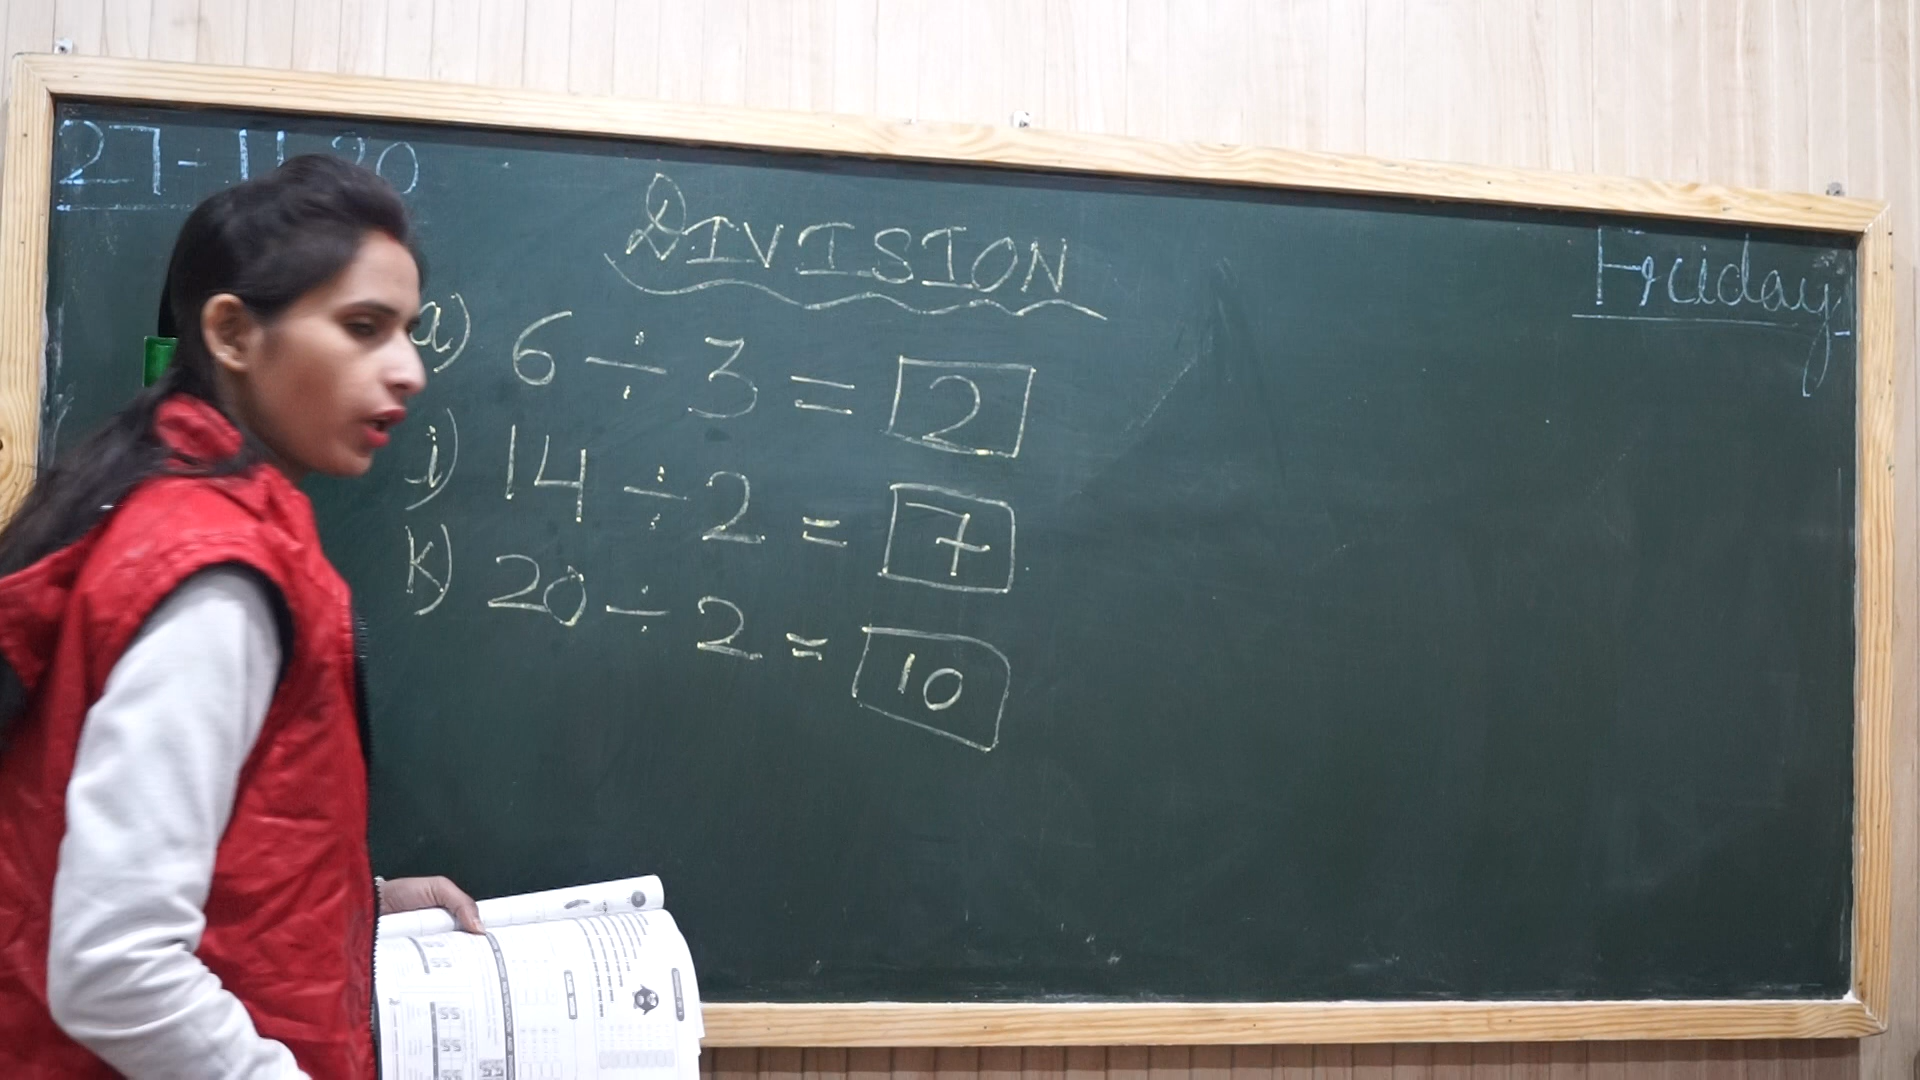 27-11-20
DIVISION
Friday
a) 6 ÷ 3 = 2
i) 14 ÷ 2 = 7
k) 20 ÷ 2 = 10